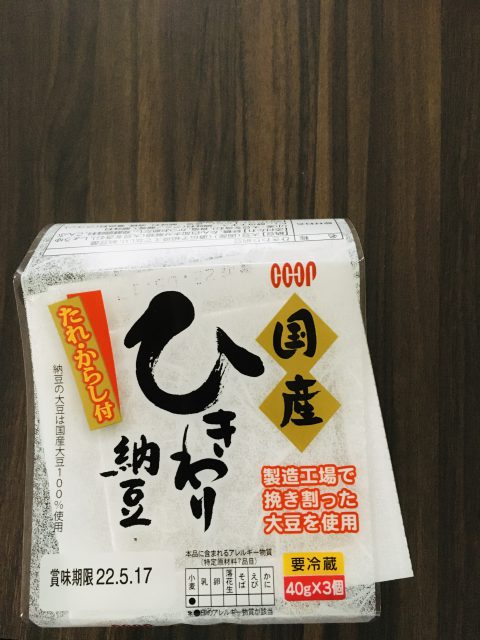 COOP
国産
たれ・からし付
ひきわり
納豆
納豆の大豆は国産大豆100%使用
製造工場で
挽き割った
大豆を使用
賞味期限 22.5.17
本品に含まれるアレルギー物質
(特定原材料7品目)
小麦 乳 卵 落花生 そば えび かに
●
要冷蔵
40g×3個